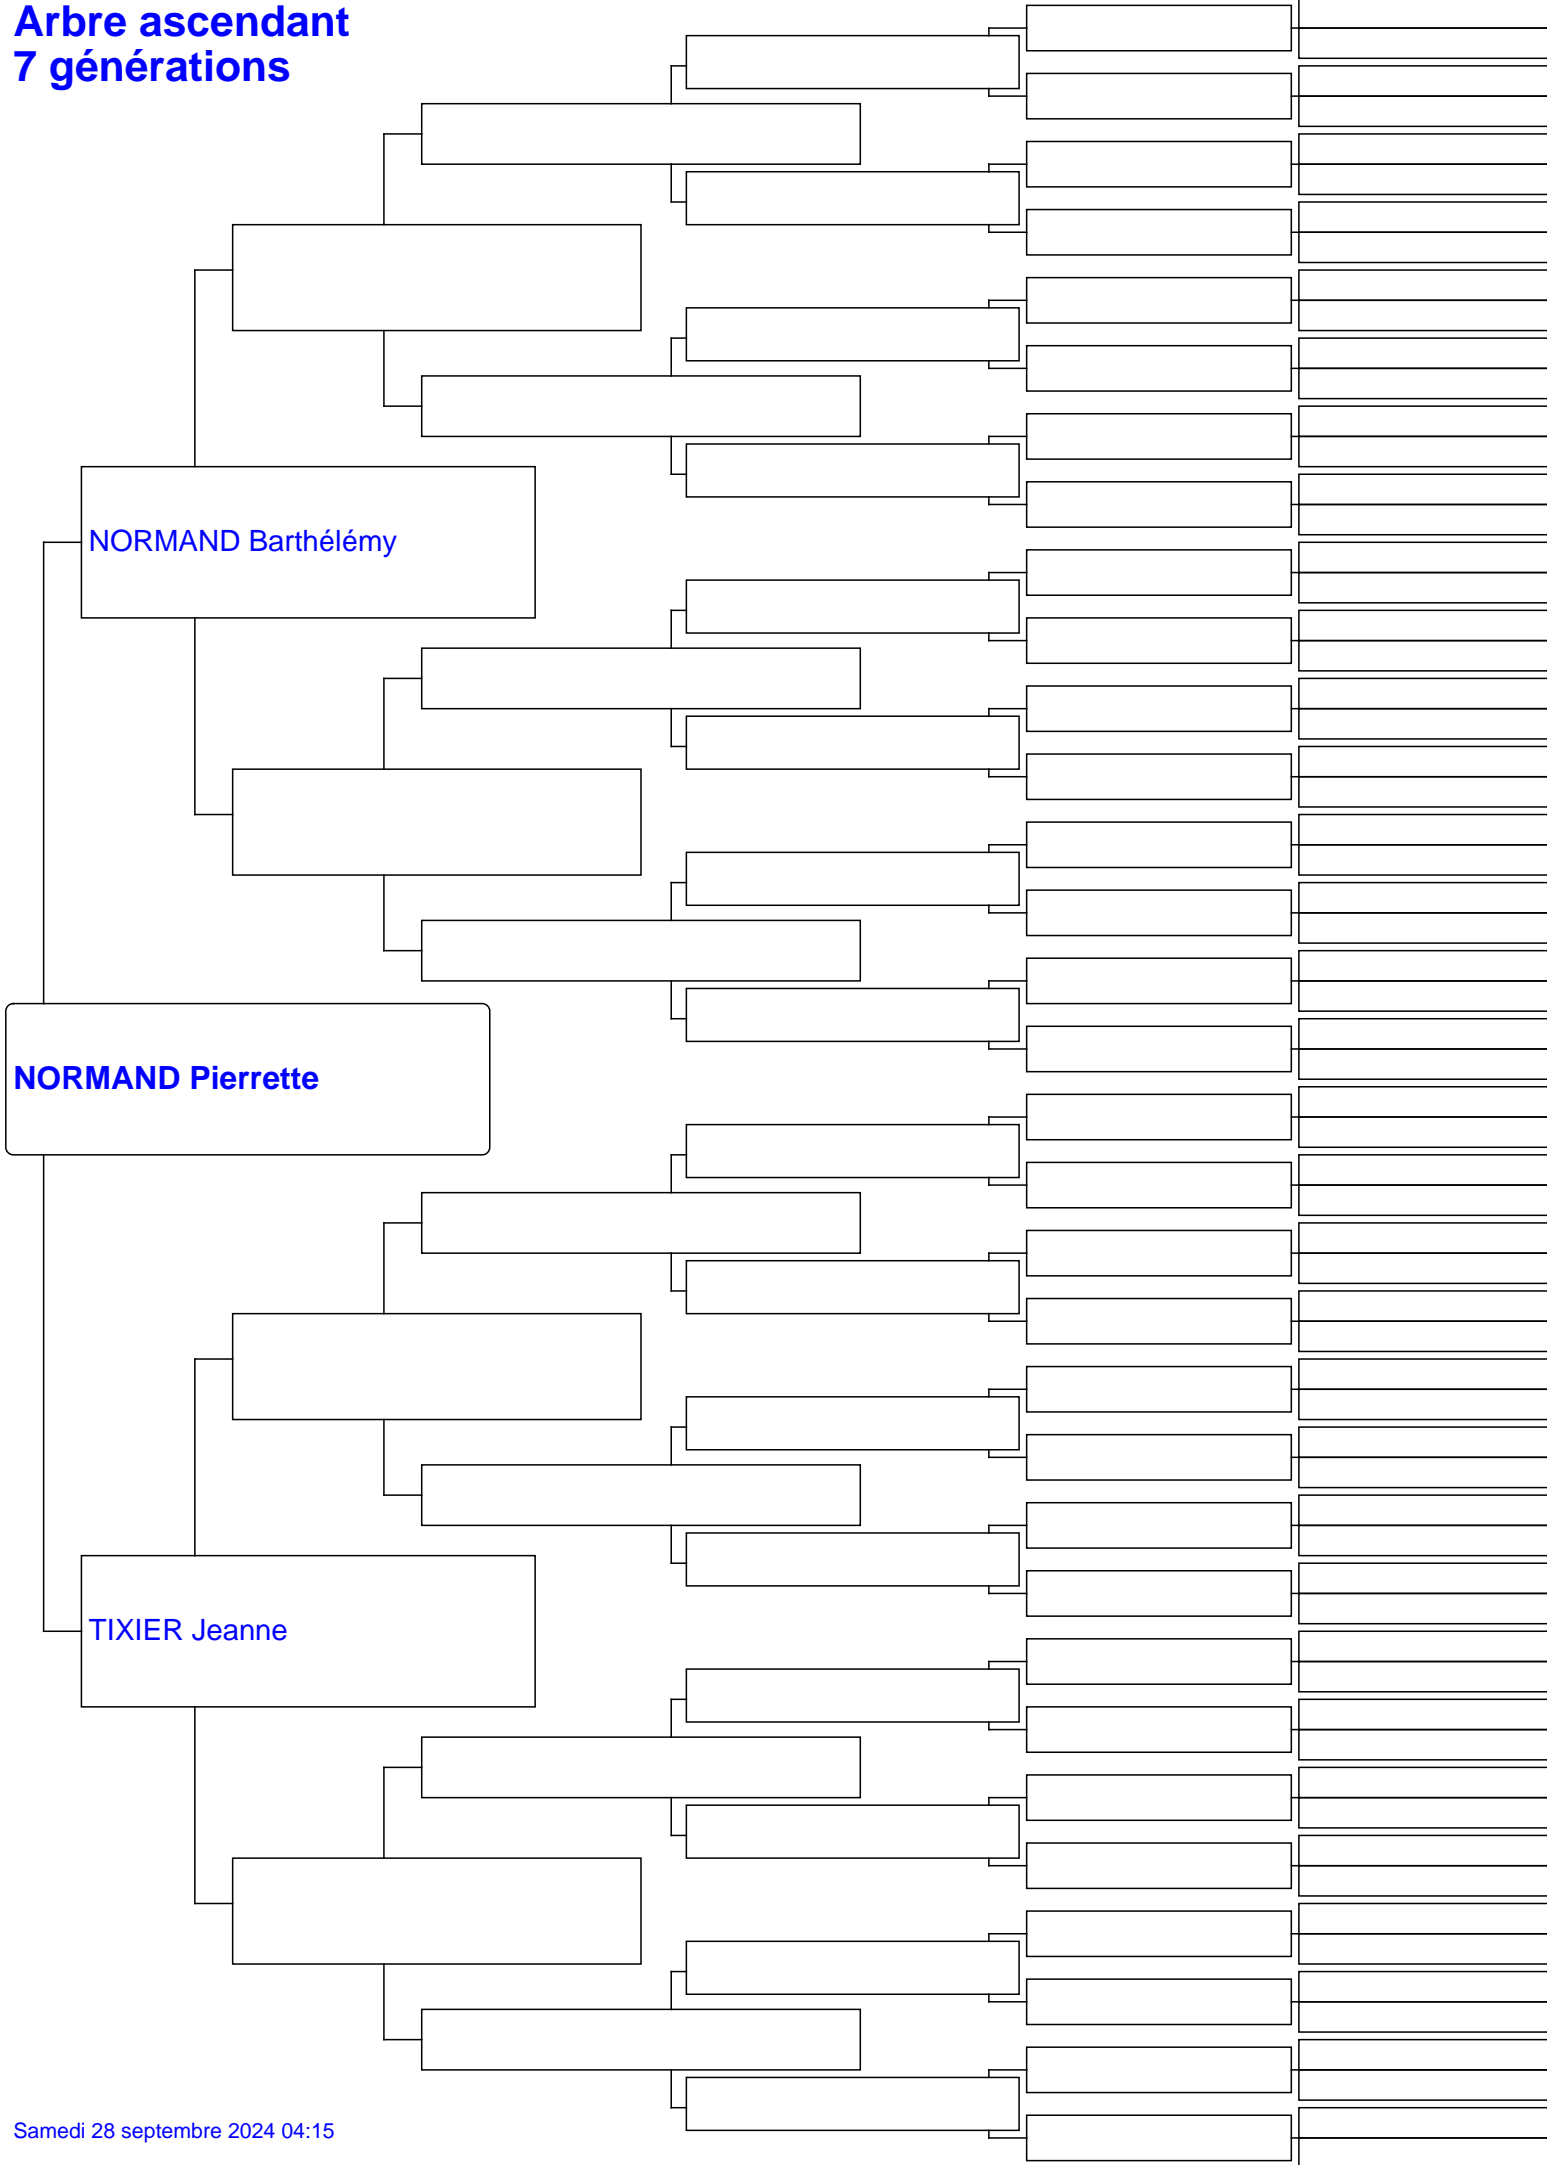 Arbre ascendant
7 générations
NORMAND Barthélémy
NORMAND Pierrette
TIXIER Jeanne
Samedi 28 septembre 2024 04:15